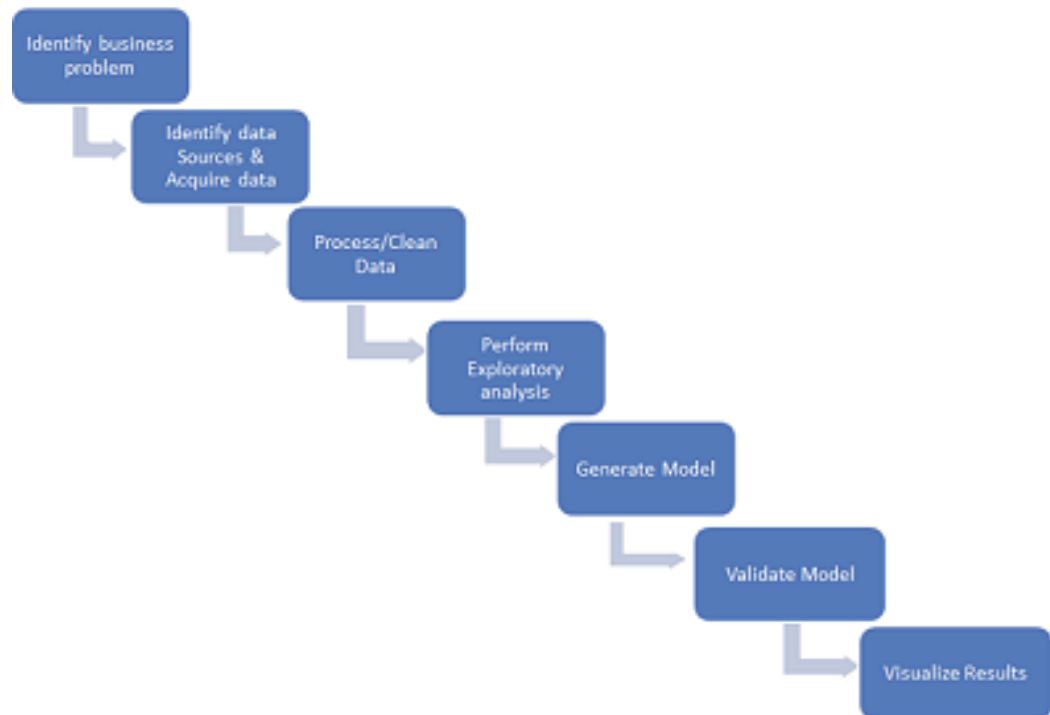 Identify business
problem
Identify data
Sources &
Acquire data
Process/Clean
Data
Perform
Exploratory
analysis
Generate Model
Validate Model
Visualize Results